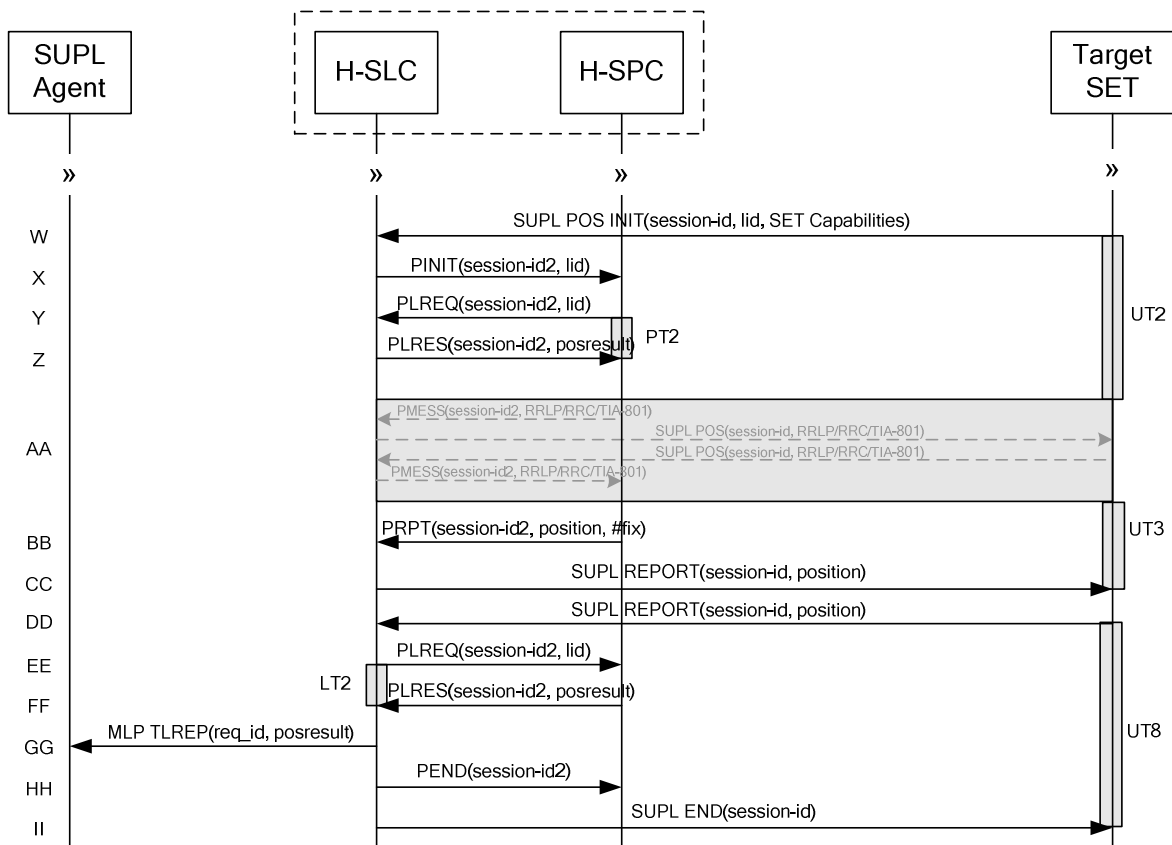 SUPL
Agent
H-SLC
H-SPC
Target
SET
»
»
»
»
W
SUPL POS INIT(session-id, lid, SET Capabilities)
X
PINIT(session-id2, lid)
Y
PLREQ(session-id2, lid)
UT2
PT2
Z
PLRES(session-id2, posresult)
PMESS(session-id2, RRLP/RRC/TIA-801)
SUPL POS(session-id, RRLP/RRC/TIA-801)
AA
SUPL POS(session-id, RRLP/RRC/TIA-801)
PMESS(session-id2, RRLP/RRC/TIA-801)
PRPT(session-id2, position, #fix)
UT3
BB
SUPL REPORT(session-id, position)
CC
SUPL REPORT(session-id, position)
DD
PLREQ(session-id2, lid)
EE
LT2
PLRES(session-id2, posresult)
FF
MLP TLREP(req_id, posresult)
UT8
GG
PEND(session-id2)
HH
SUPL END(session-id)
II